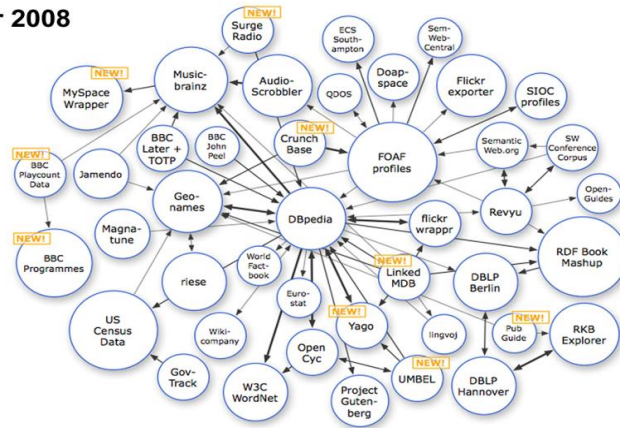 r 2008
NEW!
Surge
Radio
ECS
South-
ampton
Sem-
Web-
Central
NEW!
MySpace
Wrapper
Music-
brainz
Audio-
Scrobbler
QDOS
Doap-
space
Flickr
exporter
SIOC
profiles
NEW!
BBC
Playcount
Data
BBC
Later +
TOTP
BBC
John
Peel
NEW!
Crunch
Base
FOAF
profiles
Semantic
Web.org
SW
Conference
Corpus
Jamendo
Geo-
names
DBpedia
flickr
wrappr
Revyu
Open-
Guides
NEW!
BBC
Programmes
Magna-
tune
riese
World
Fact-
book
NEW!
Linked
MDB
DBLP
Berlin
RDF Book
Mashup
US
Census
Data
Euro-
stat
Wiki-
company
NEW!
Yago
lingvoj
NEW!
Pub
Guide
RKB
Explorer
Gov-
Track
Open
Cyc
W3C
WordNet
Project
Guten-
berg
NEW!
UMBEL
DBLP
Hannover